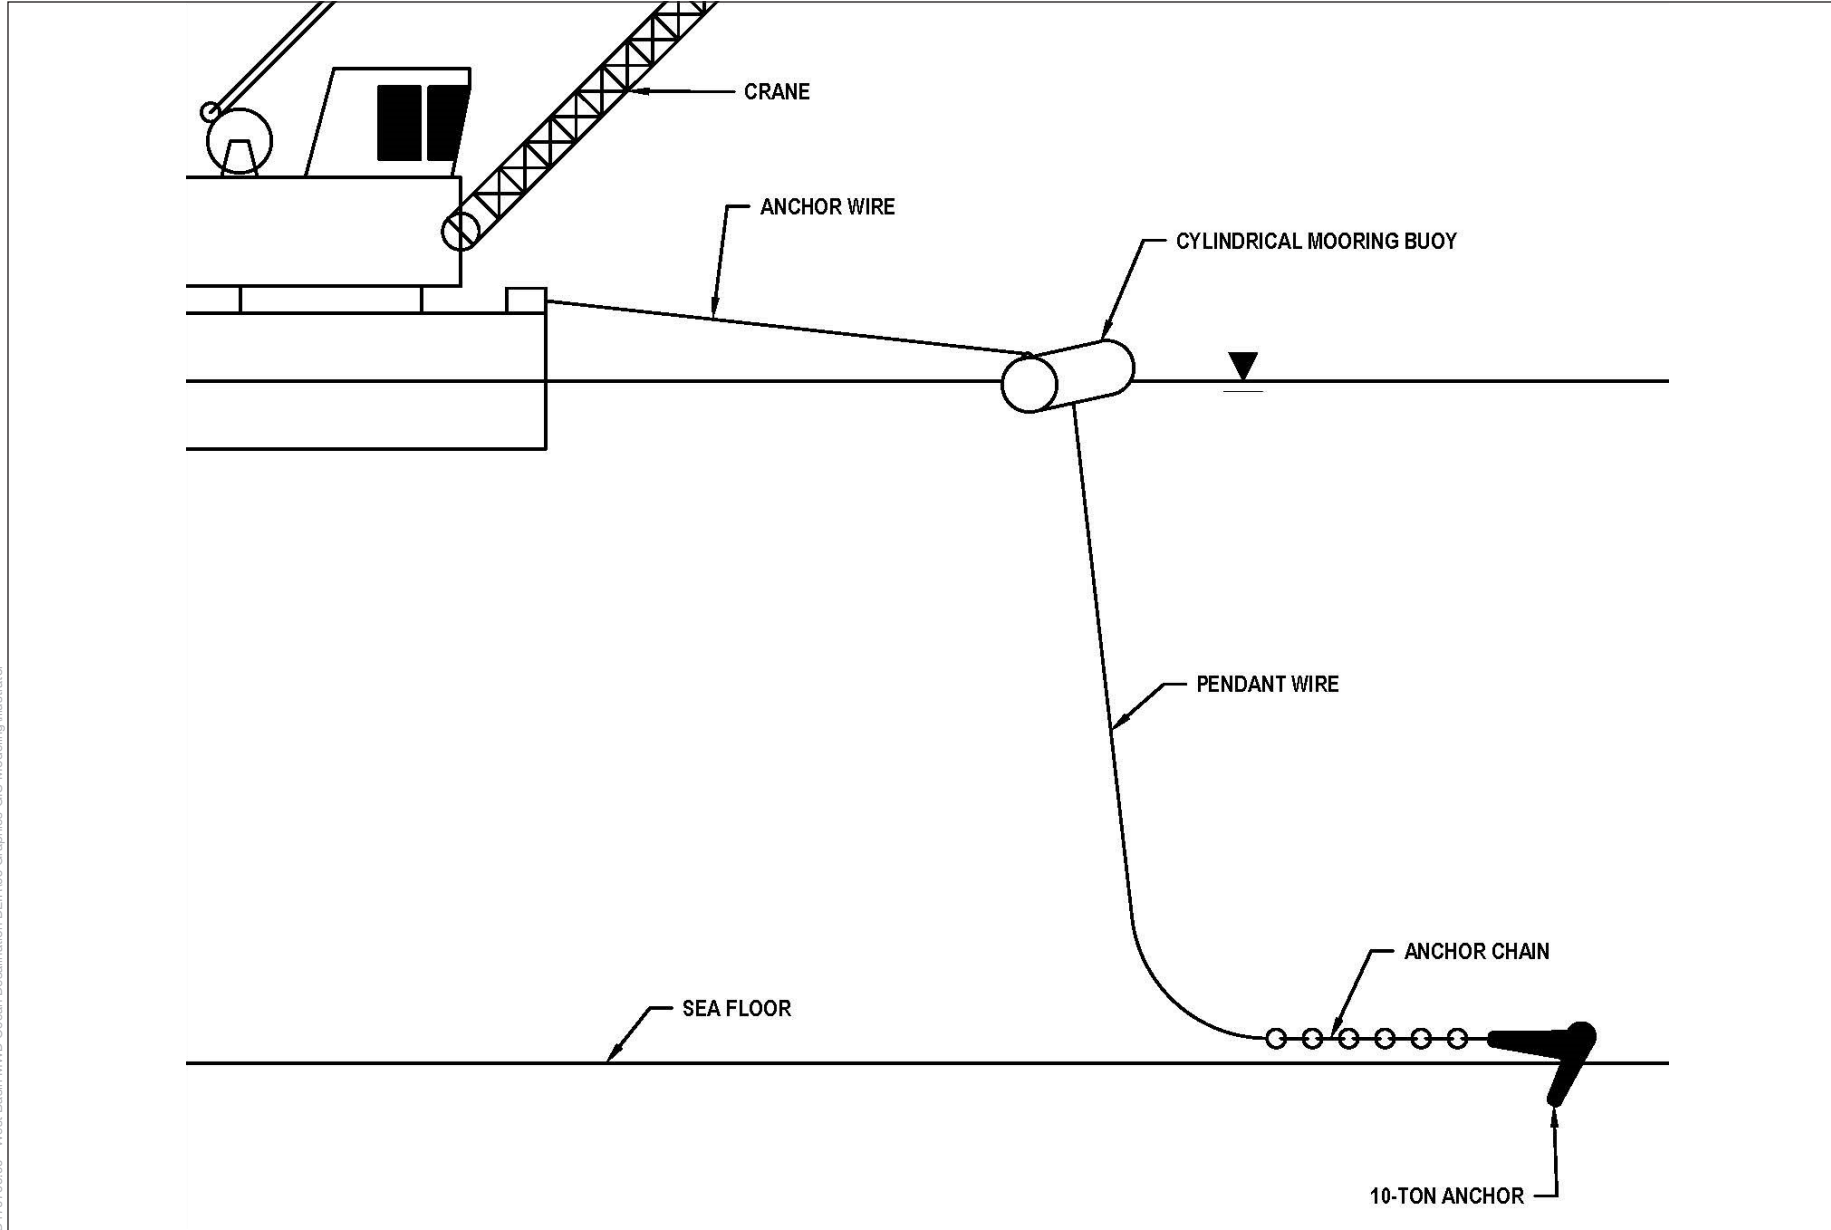 CRANE
ANCHOR WIRE
CYLINDRICAL MOORING BUOY
PENDANT WIRE
ANCHOR CHAIN
SEA FLOOR
10-TON ANCHOR